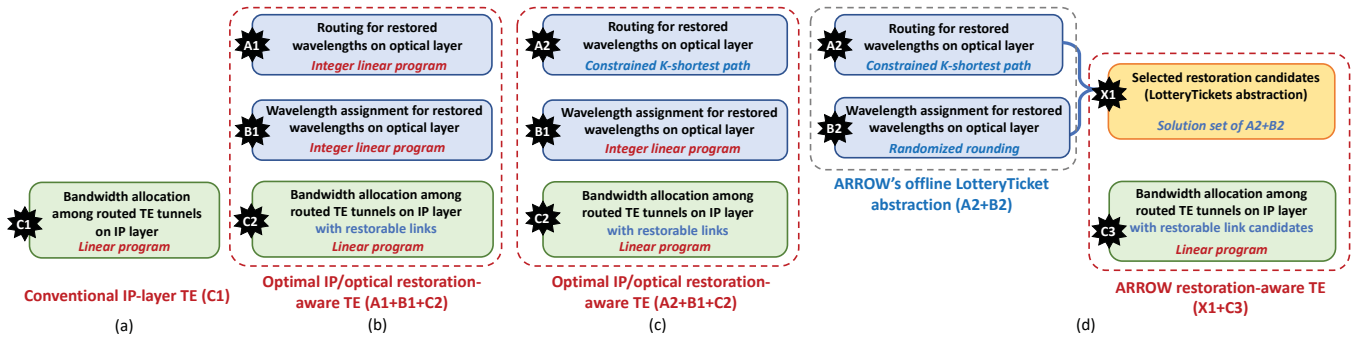 C1
Bandwidth allocation
among routed TE tunnels
on IP layer
Linear program
Conventional IP-layer TE (C1)
(a)
A1
Routing for restored
wavelengths on optical layer
Integer linear program
B1
Wavelength assignment for restored
wavelengths on optical layer
Integer linear program
C2
Bandwidth allocation among
routed TE tunnels on IP layer
with restorable links
Linear program
Optimal IP/optical restoration-
aware TE (A1+B1+C2)
(b)
A2
Routing for restored
wavelengths on optical layer
Constrained K-shortest path
B1
Wavelength assignment for restored
wavelengths on optical layer
Integer linear program
C2
Bandwidth allocation among
routed TE tunnels on IP layer
with restorable links
Linear program
Optimal IP/optical restoration-
aware TE (A2+B1+C2)
(c)
A2
Routing for restored
wavelengths on optical layer
Constrained K-shortest path
B2
Wavelength assignment for restored
wavelengths on optical layer
Randomized rounding
ARROW's offline LotteryTicket
abstraction (A2+B2)
X1
Selected restoration candidates
(LotteryTickets abstraction)
Solution set of A2+B2
C3
Bandwidth allocation among
routed TE tunnels on IP layer
with restorable link candidates
Linear program
ARROW restoration-aware TE
(X1+C3)
(d)